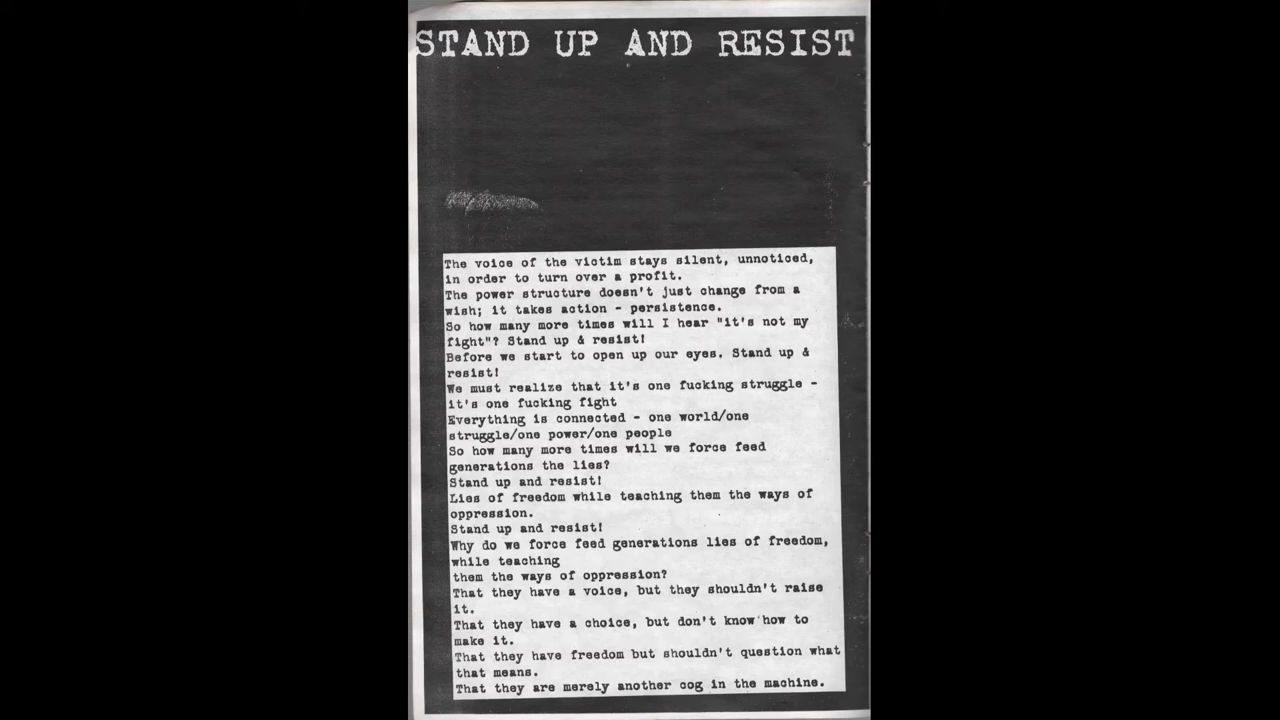 STAND UP AND RESIST
The voice of the victim stays silent, unnoticed,
in order to turn over a profit.
The power structure doesn't just change from a
wish; it takes action - persistence.
So how many more times will I hear "it's not my
fight"? Stand up & resist!
Before we start to open up our eyes. Stand up &
resist!
We must realize that it's one fucking struggle -
it's one fucking fight
Everything is connected - one world/one
struggle/one power/one people
So how many more times will we force feed
generations the lies?
Stand up and resist!
Lies of freedom while teaching them the ways of
oppression.
Stand up and resist!
Why do we force feed generations lies of freedom,
while teaching
them the ways of oppression?
That they have a voice, but they shouldn't raise
it.
That they have a choice, but don't know how to
make it.
That they have freedom but shouldn't question what
that means.
That they are merely another cog in the machine.